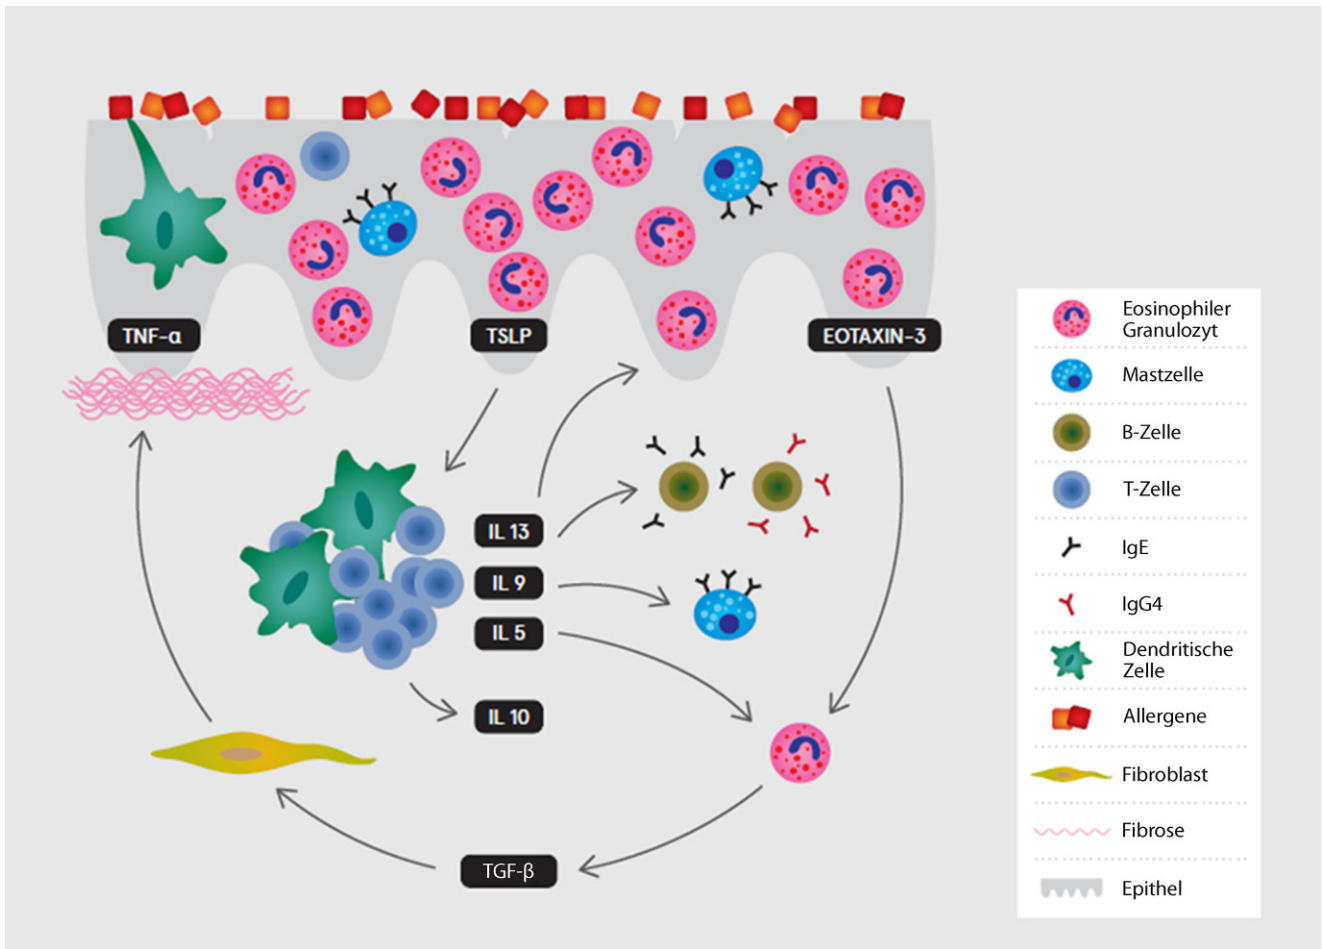 TNF-α
TSLP
EOTAXIN-3
IL 13
IL 9
IL 5
IL 10
TGF-β
Eosinophiler
Granulozyt
Mastzelle
B-Zelle
T-Zelle
IgE
IgG4
Dendritische
Zelle
Allergene
Fibroblast
Fibrose
Epithel